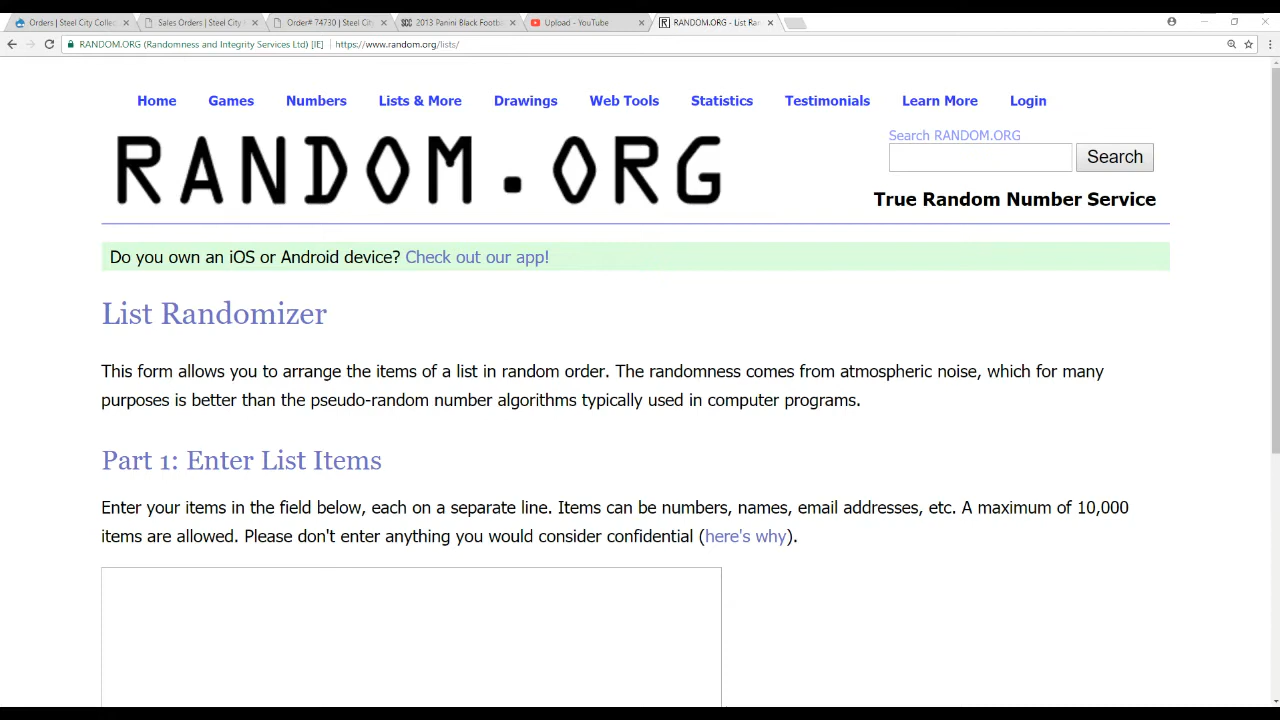 Orders | Steel City Collec
Sales Orders | Steel City
Order# 74730 | Steel City
2013 Panini Black Footb
Upload - YouTube
RANDOM.ORG - List Ra
RANDOM.ORG (Randomness and Integrity Services Ltd) [IE] https://www.random.org/lists/
Home Games Numbers Lists & More Drawings Web Tools Statistics Testimonials Learn More Login
RANDOM.ORG
Search RANDOM.ORG
Search
True Random Number Service
Do you own an iOS or Android device? Check out our app!
List Randomizer
This form allows you to arrange the items of a list in random order. The randomness comes from atmospheric noise, which for many
purposes is better than the pseudo-random number algorithms typically used in computer programs.
Part 1: Enter List Items
Enter your items in the field below, each on a separate line. Items can be numbers, names, email addresses, etc. A maximum of 10,000
items are allowed. Please don't enter anything you would consider confidential (here's why).